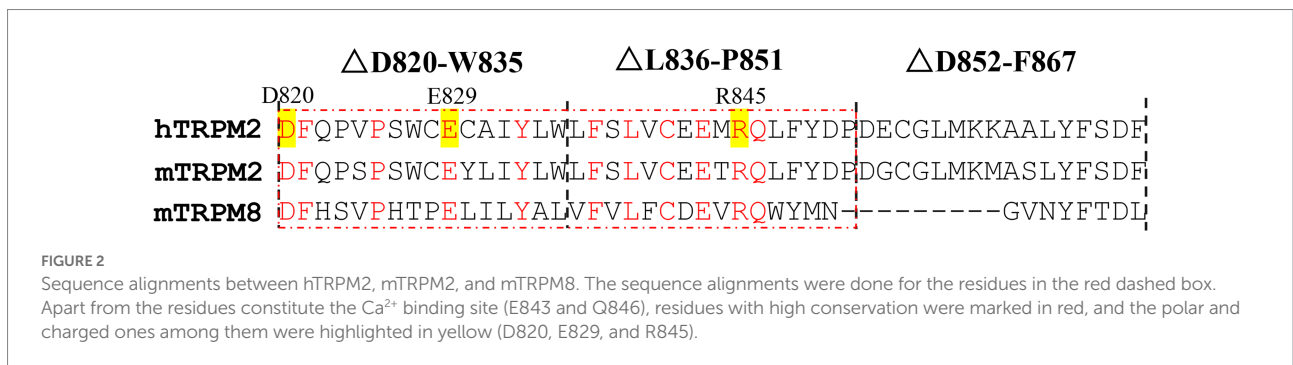 △D820-W835 △L836-P851 △D852-F867
D820 E829 R845
hTRPM2 DFQPVPSWCECAIYLWLFSLVCEEMRQLFYDPDECGLMKKAALYFSDF
mTRPM2 DFQPSPSWCEYLIYLWLFSLVCEETRQLFYDPDGCGLMKMASLYFSDF
mTRPM8 DFHSVPHTPELILYALVFVLFCDEVRQWYMN---------GVNYFTDL
FIGURE 2
Sequence alignments between hTRPM2, mTRPM2, and mTRPM8. The sequence alignments were done for the residues in the red dashed box.
Apart from the residues constitute the Ca²⁺ binding site (E843 and Q846), residues with high conservation were marked in red, and the polar and
charged ones among them were highlighted in yellow (D820, E829, and R845).